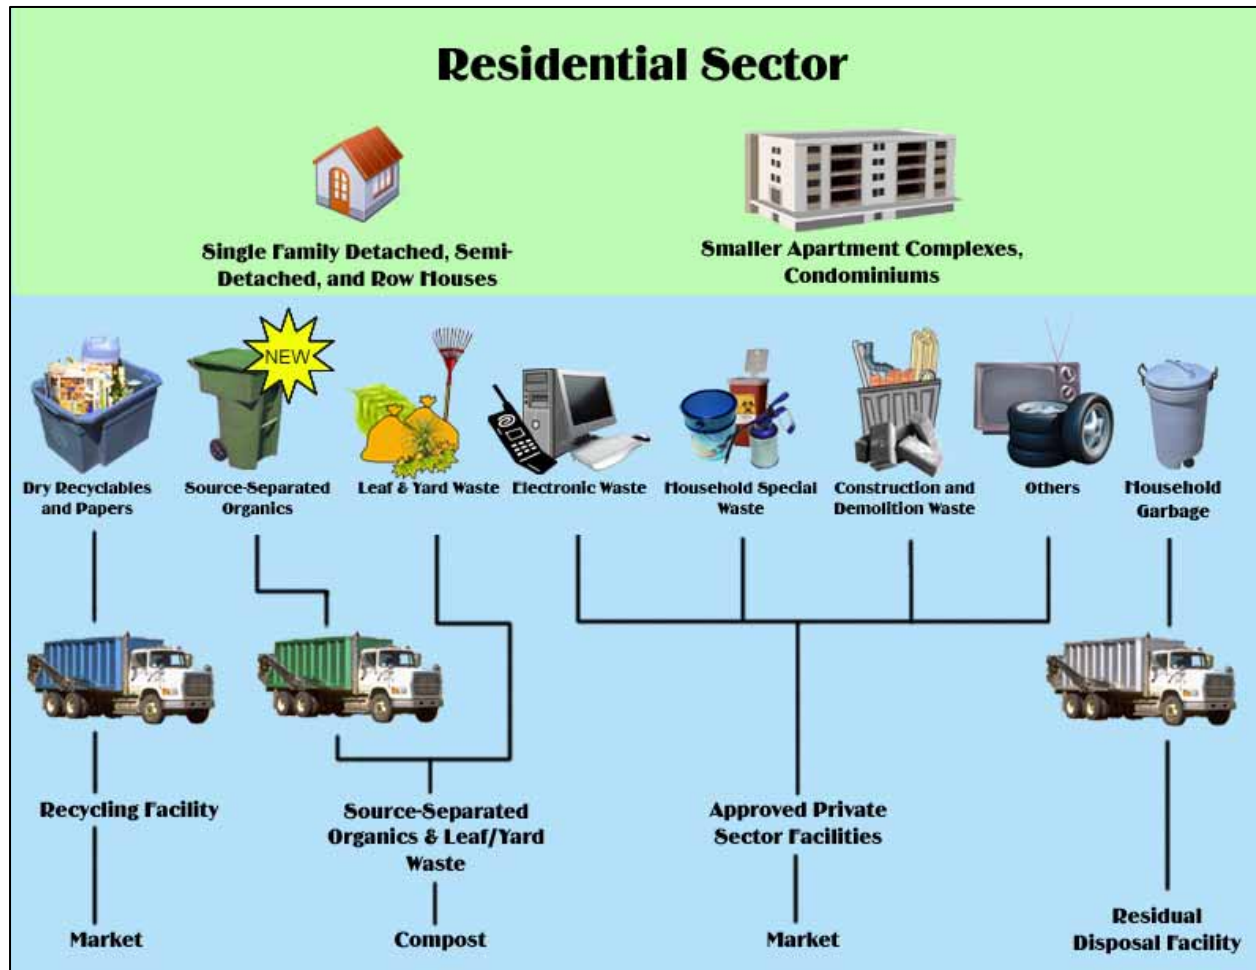 Residential Sector
Single Family Detached, Semi-
Detached, and Row Houses
Smaller Apartment Complexes,
Condominiums
NEW
Dry Recyclables
and Papers
Source-Separated
Organics
Leaf & Yard Waste
Electronic Waste
Household Special
Waste
Construction and
Demolition Waste
Others
Household
Garbage
Recycling Facility
Source-Separated
Organics & Leaf/Yard
Waste
Approved Private
Sector Facilities
Market
Compost
Market
Residual
Disposal Facility